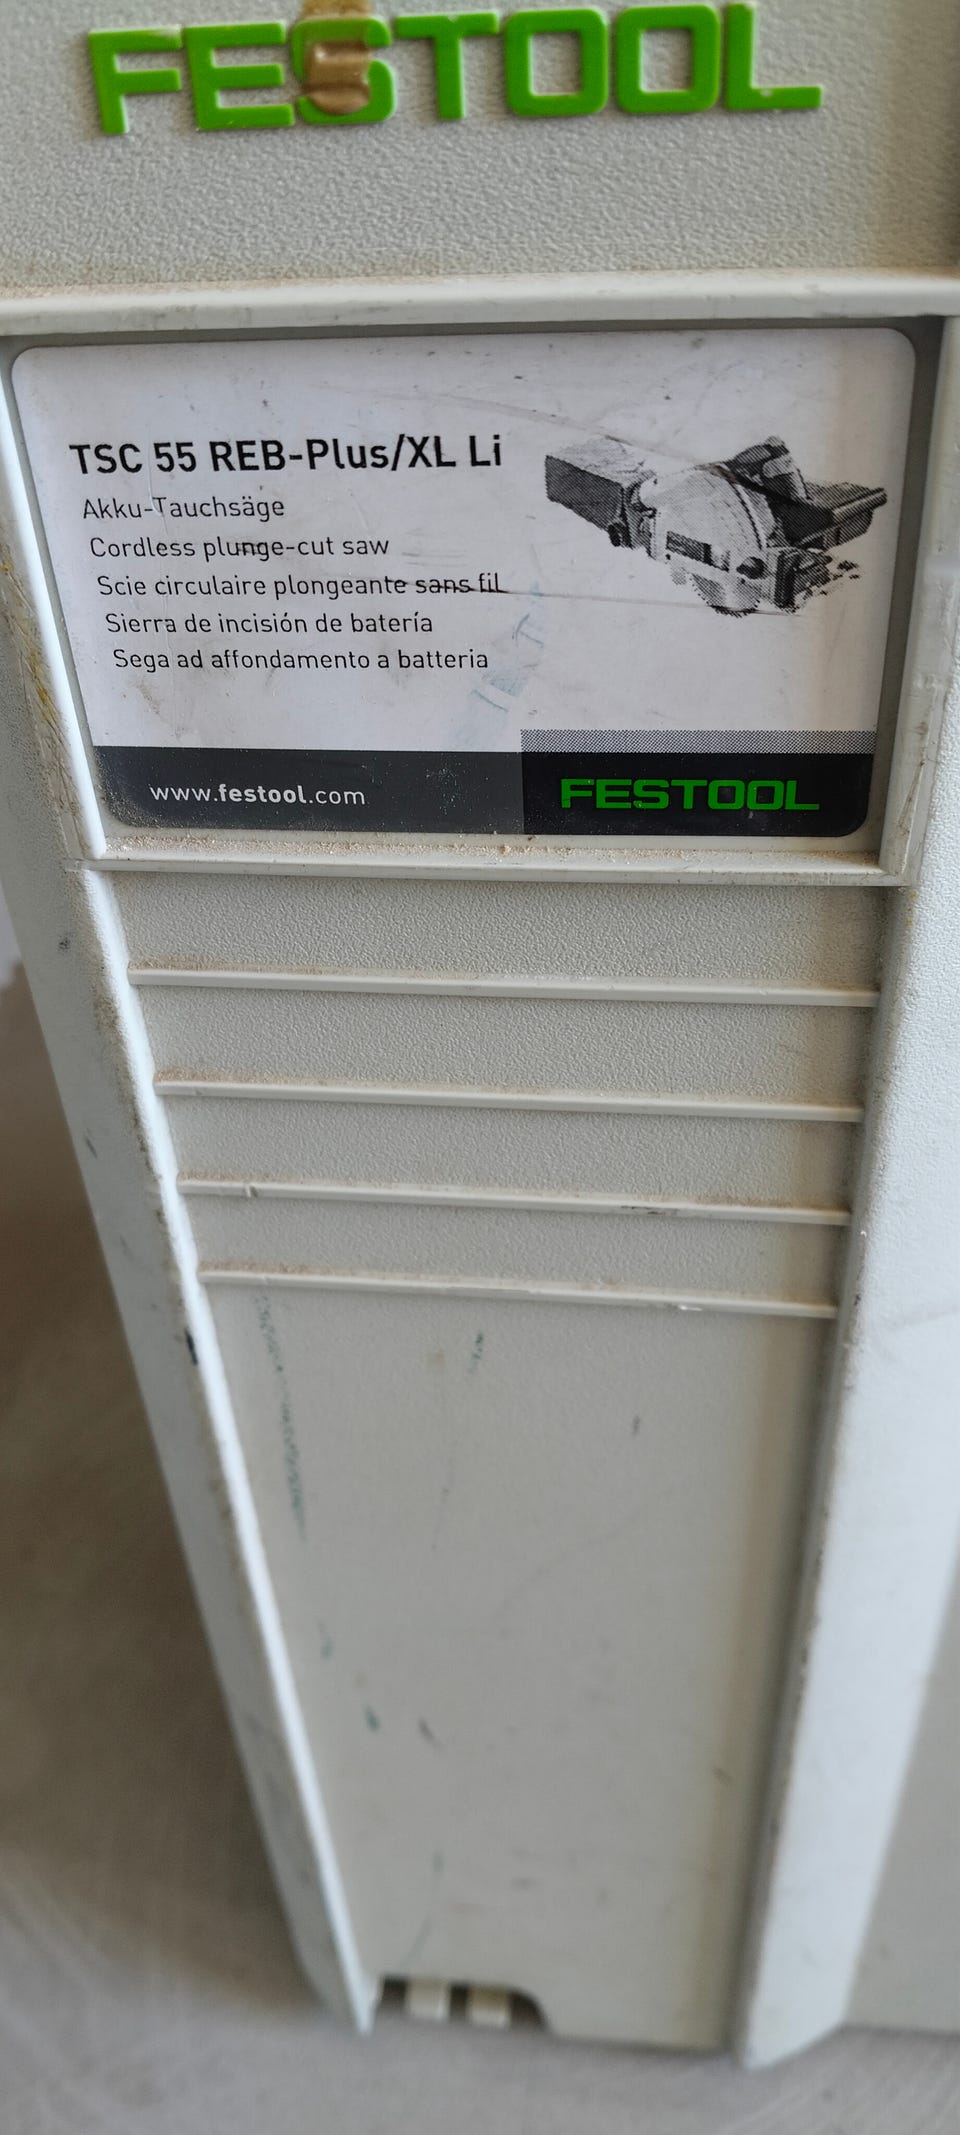 FESTOOL
TSC 55 REB-Plus/XL Li
Akku-Tauchsäge
Cordless plunge-cut saw
Scie circulaire plongeante sans fil
Sierra de incisión de batería
Sega ad affondamento a batteria
www.festool.com
FESTOOL